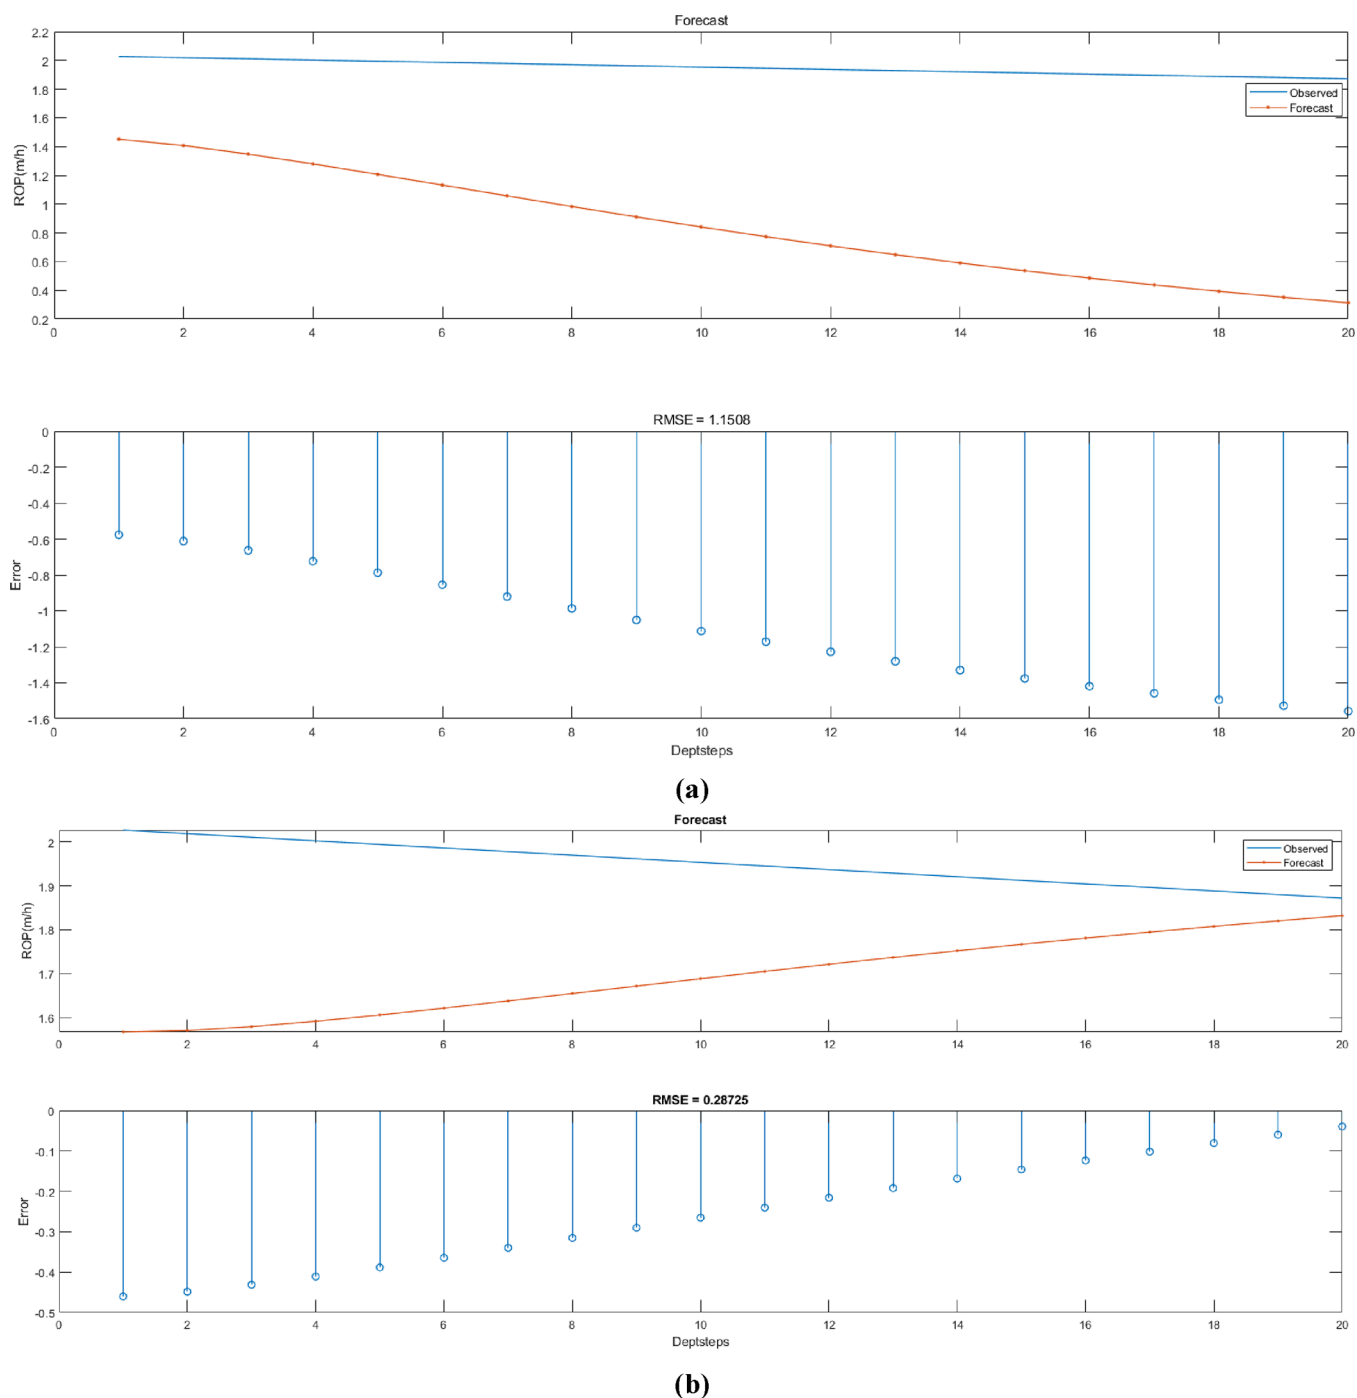 Forecast
2.2
2
1.8
1.6
1.4
1.2
1
0.8
0.6
0.4
0.2
ROP(m/h)
Observed
Forecast
0 2 4 6 8 10 12 14 16 18 20
RMSE = 1.1508
0
-0.2
-0.4
-0.6
-0.8
-1
-1.2
-1.4
-1.6
Error
0 2 4 6 8 10 12 14 16 18 20
Deptsteps
(a)
Forecast
2
1.9
1.8
1.7
1.6
ROP(m/h)
Observed
Forecast
0 2 4 6 8 10 12 14 16 18 20
RMSE = 0.28725
0
-0.1
-0.2
-0.3
-0.4
-0.5
Error
0 2 4 6 8 10 12 14 16 18 20
Deptsteps
(b)